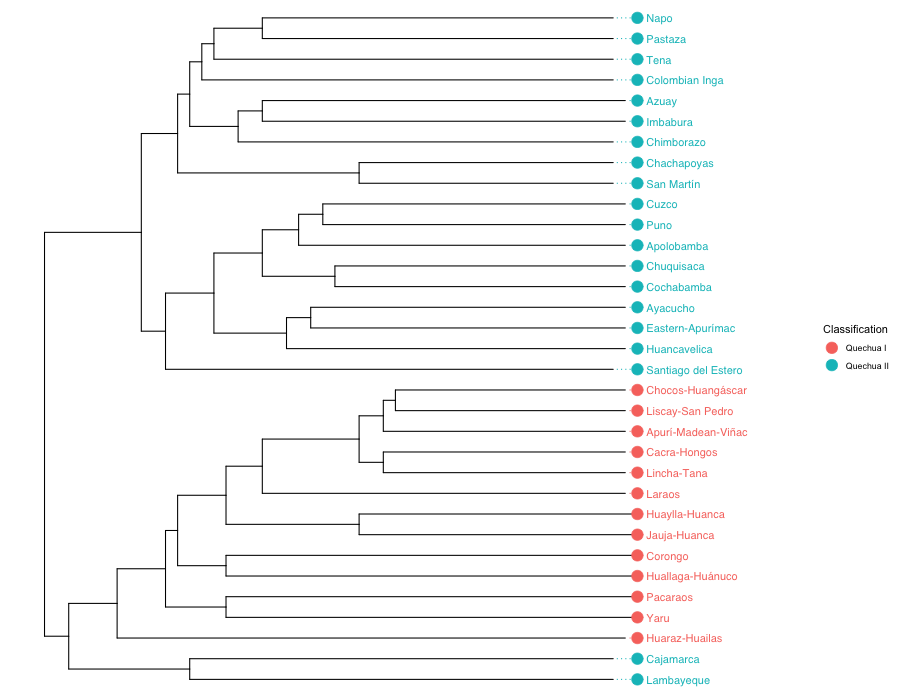 Napo
Pastaza
Tena
Colombian Inga
Azuay
Imbabura
Chimborazo
Chachapoyas
San Martín
Cuzco
Puno
Apolobamba
Chuquisaca
Cochabamba
Ayacucho
Eastern-Apurímac
Huancavelica
Santiago del Estero
Chocos-Huangáscar
Liscay-San Pedro
Apurí-Madean-Viñac
Cacra-Hongos
Lincha-Tana
Laraos
Huaylla-Huanca
Jauja-Huanca
Corongo
Huallaga-Huánuco
Pacaraos
Yaru
Huaraz-Huailas
Cajamarca
Lambayeque
Classification
Quechua I
Quechua II